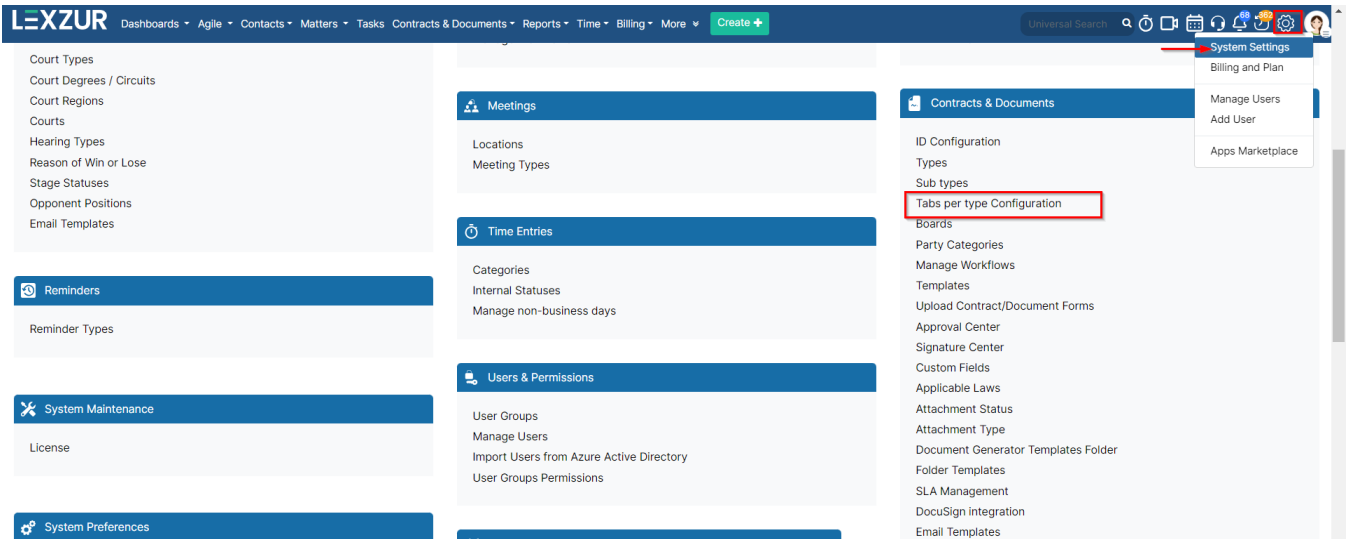 LEXZUR Dashboards Agile Contacts Matters Tasks Contracts & Documents Reports Time Billing More Create + Universal Search 68 362
System Settings
Billing and Plan
Manage Users
Add User
Apps Marketplace
Court Types
Court Degrees / Circuits
Court Regions
Courts
Hearing Types
Reason of Win or Lose
Stage Statuses
Opponent Positions
Email Templates
Reminders
Reminder Types
System Maintenance
License
System Preferences
Meetings
Locations
Meeting Types
Time Entries
Categories
Internal Statuses
Manage non-business days
Users & Permissions
User Groups
Manage Users
Import Users from Azure Active Directory
User Groups Permissions
Contracts & Documents
ID Configuration
Types
Sub types
Tabs per type Configuration
Boards
Party Categories
Manage Workflows
Templates
Upload Contract/Document Forms
Approval Center
Signature Center
Custom Fields
Applicable Laws
Attachment Status
Attachment Type
Document Generator Templates Folder
Folder Templates
SLA Management
DocuSign integration
Email Templates